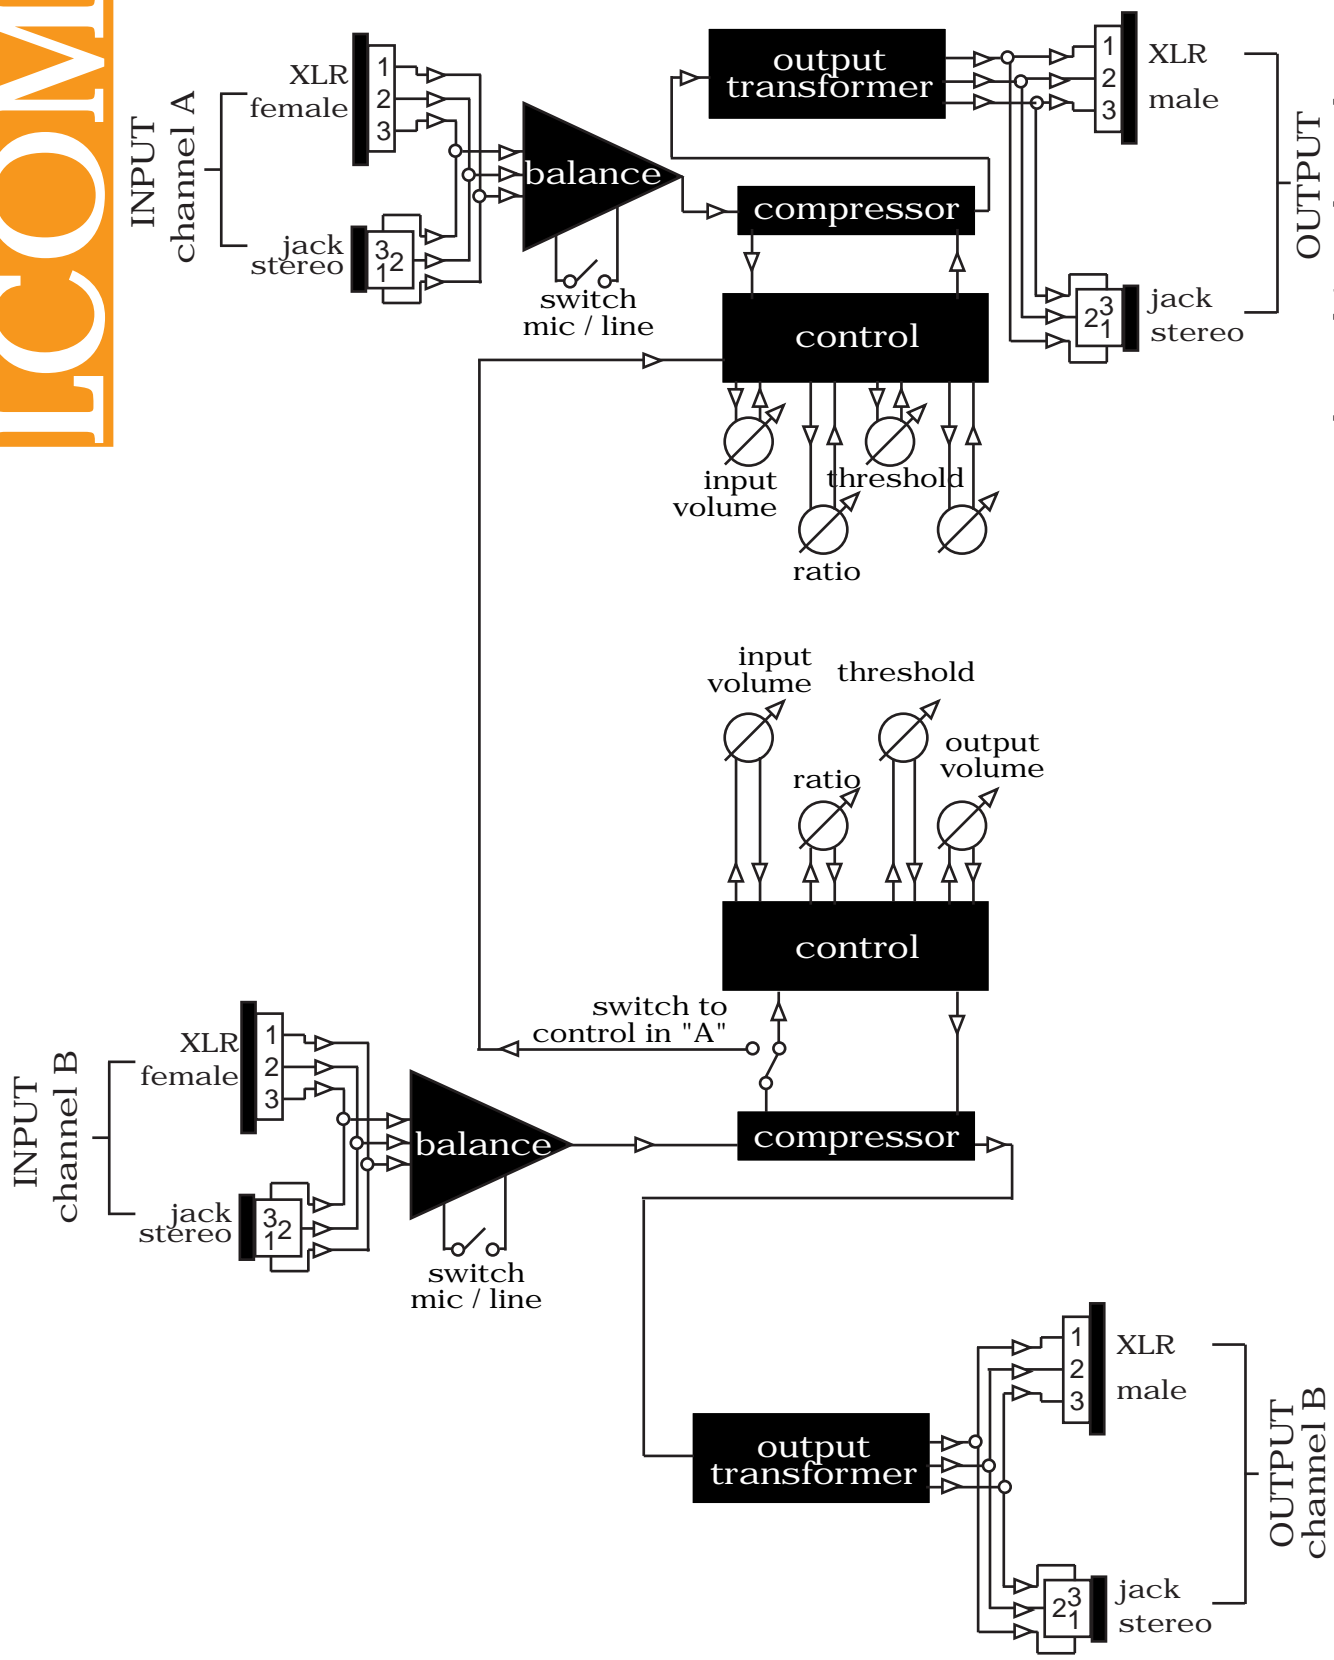 LCOM
INPUT
channel A
XLR
female
1
2
3
jack
stereo
3
2
1
balance
switch
mic / line
output
transformer
compressor
control
input
volume
ratio
threshold
1
2
3
XLR
male
2
3
1
jack
stereo
OUTPUT
input
volume
threshold
ratio
output
volume
control
switch to
control in "A"
INPUT
channel B
XLR
female
1
2
3
jack
stereo
3
2
1
balance
switch
mic / line
compressor
output
transformer
1
2
3
XLR
male
2
3
1
jack
stereo
OUTPUT
channel B